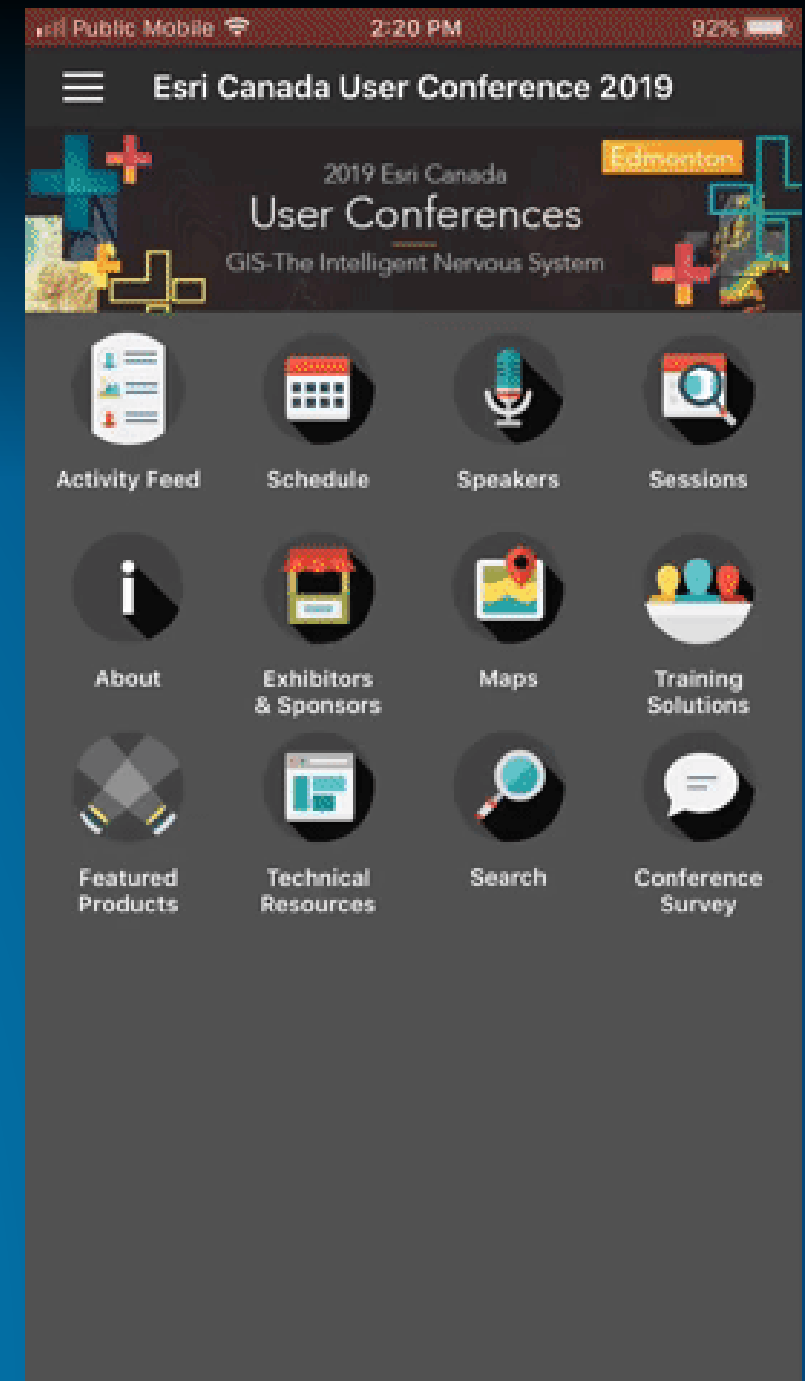 Public Mobile 2:20 PM 92%
Esri Canada User Conference 2019
Edmonton
2019 Esri Canada
User Conferences
GIS-The Intelligent Nervous System
Activity Feed Schedule Speakers Sessions
About Exhibitors Maps Training
& Sponsors Solutions
Featured Technical Search Conference
Products Resources Survey